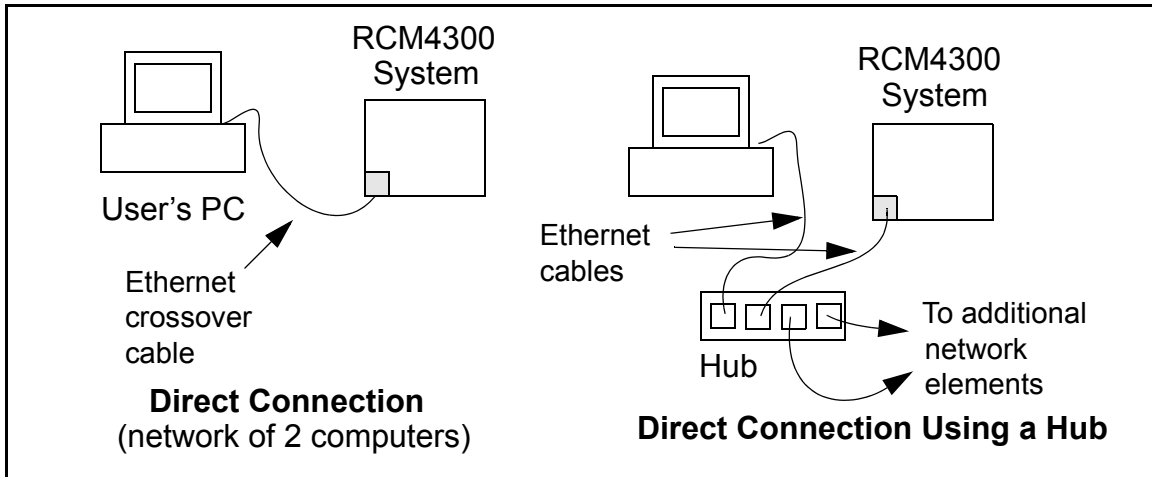 RCM4300
System
User's PC
Ethernet
crossover
cable
Direct Connection
(network of 2 computers)
RCM4300
System
Ethernet
cables
Hub
To additional
network
elements
Direct Connection Using a Hub